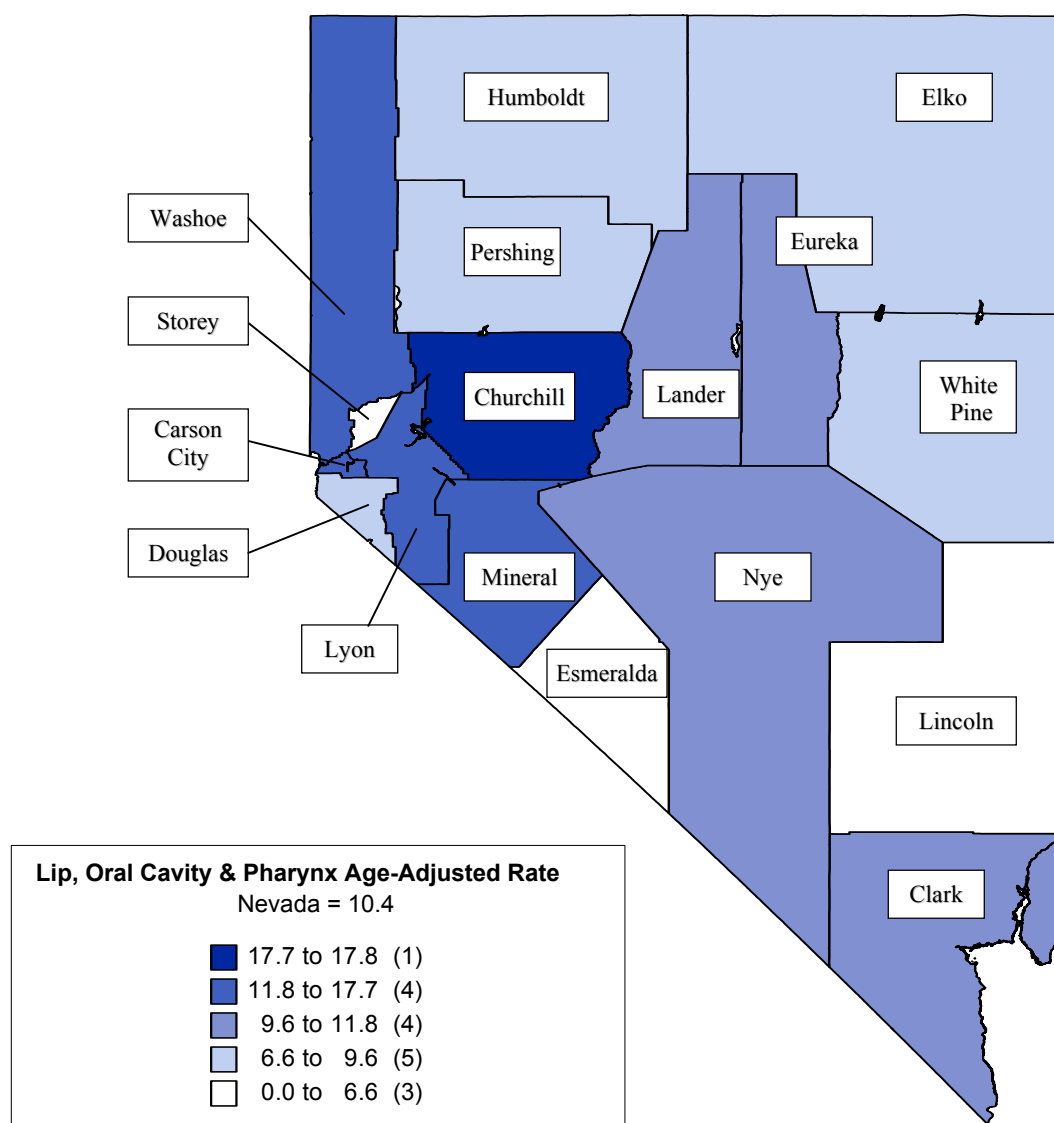 Humboldt
Elko
Washoe
Pershing
Eureka
Storey
Churchill
Lander
White
Pine
Carson
City
Douglas
Mineral
Nye
Lyon
Esmeralda
Lincoln
Clark
Lip, Oral Cavity & Pharynx Age-Adjusted Rate
Nevada = 10.4
17.7 to 17.8 (1)
11.8 to 17.7 (4)
9.6 to 11.8 (4)
6.6 to 9.6 (5)
0.0 to 6.6 (3)